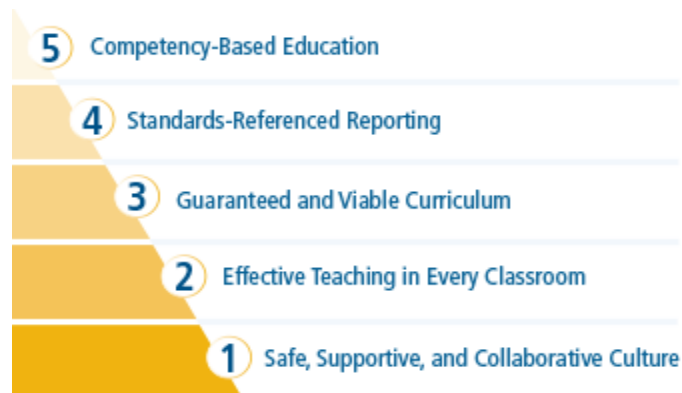 5 Competency-Based Education
4 Standards-Referenced Reporting
3 Guaranteed and Viable Curriculum
2 Effective Teaching in Every Classroom
1 Safe, Supportive, and Collaborative Culture